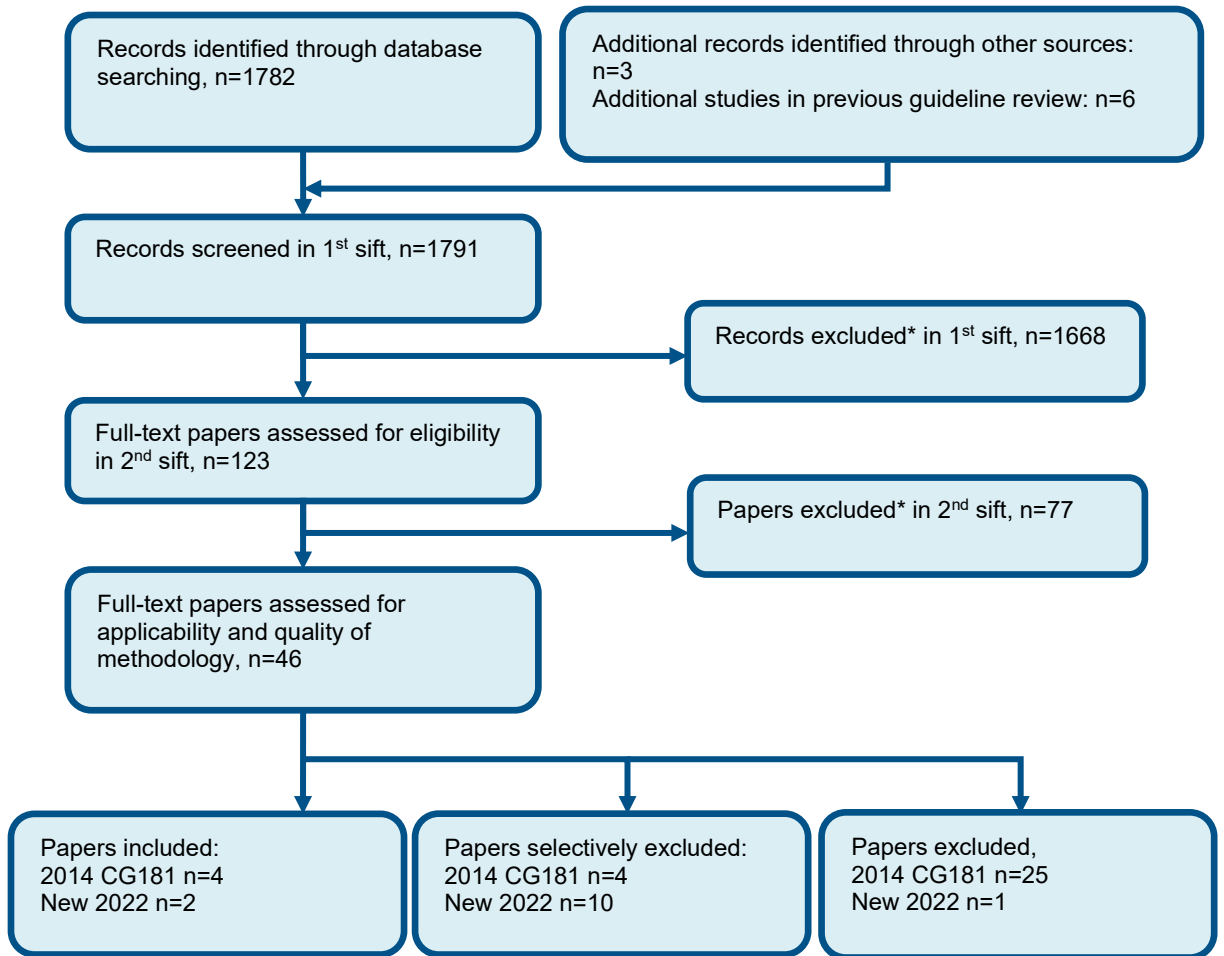 Records identified through database
searching, n=1782
Additional records identified through other sources:
n=3
Additional studies in previous guideline review: n=6
Records screened in 1st sift, n=1791
Records excluded* in 1st sift, n=1668
Full-text papers assessed for eligibility
in 2nd sift, n=123
Papers excluded* in 2nd sift, n=77
Full-text papers assessed for
applicability and quality of
methodology, n=46
Papers included:
2014 CG181 n=4
New 2022 n=2
Papers selectively excluded:
2014 CG181 n=4
New 2022 n=10
Papers excluded,
2014 CG181 n=25
New 2022 n=1